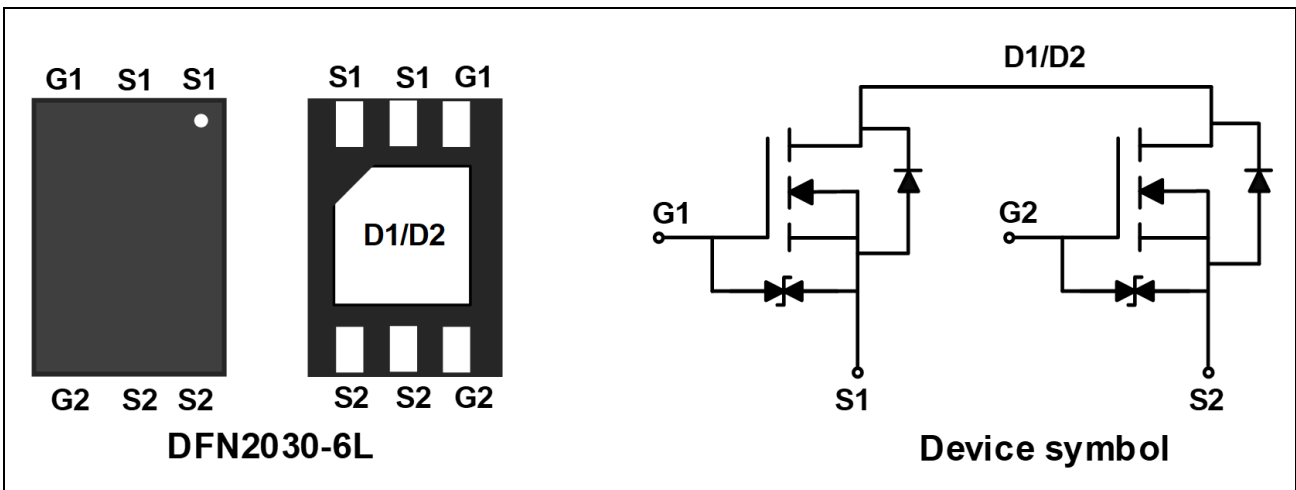 G1 S1 S1
G2 S2 S2
S1 S1 G1
D1/D2
S2 S2 G2
DFN2030-6L
D1/D2
G1
G2
S1
S2
Device symbol